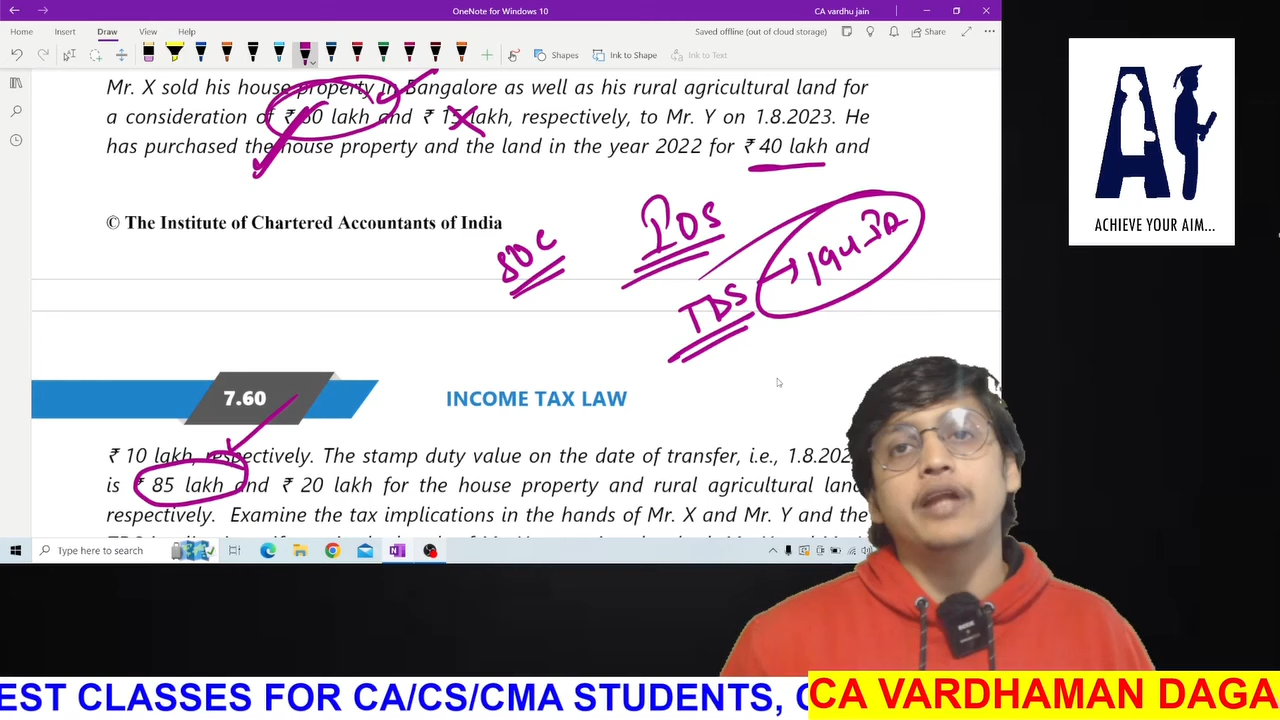 OneNote for Windows 10
CA vardhu jain
Home Insert Draw View Help
Saved offline (out of cloud storage)
Share
Shapes Ink to Shape Ink to Text
Mr. X sold his house property in Bangalore as well as his rural agricultural land for
a consideration of ₹ 60 lakh and ₹ 15 lakh, respectively, to Mr. Y on 1.8.2023. He
has purchased the house property and the land in the year 2022 for ₹ 40 lakh and
© The Institute of Chartered Accountants of India
SDC
TDS
194-IA
7.60 INCOME TAX LAW
₹ 10 lakh, respectively. The stamp duty value on the date of transfer, i.e., 1.8.202
is ₹ 85 lakh and ₹ 20 lakh for the house property and rural agricultural land,
respectively. Examine the tax implications in the hands of Mr. X and Mr. Y and the
Type here to search
ACHIEVE YOUR AIM...
EST CLASSES FOR CA/CS/CMA STUDENTS,
CA VARDHAMAN DAGA